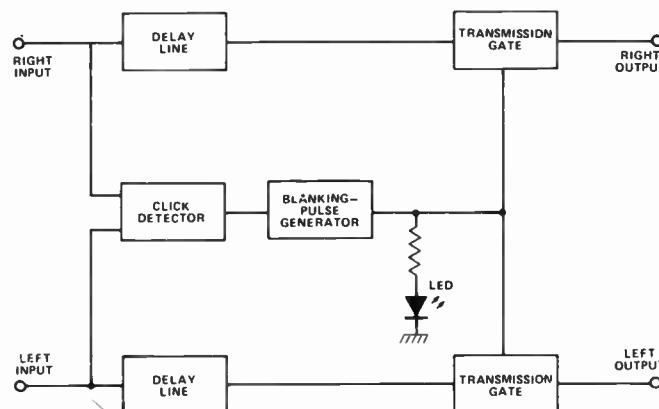 DELAY
LINE
TRANSMISSION
GATE
RIGHT
INPUT
RIGHT
OUTPUT
CLICK
DETECTOR
BLANKING–
PULSE
GENERATOR
LED
LEFT
INPUT
DELAY
LINE
TRANSMISSION
GATE
LEFT
OUTPUT